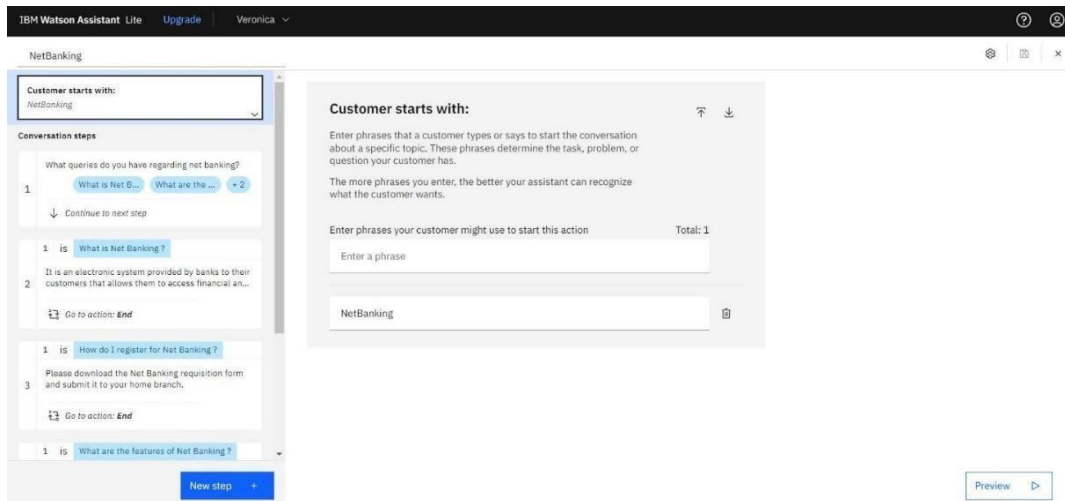 IBM Watson Assistant Lite Upgrade Veronica
NetBanking
Customer starts with:
NetBanking
Conversation steps
1
What queries do you have regarding net banking?
What is Net B... What are the ... + 2
Continue to next step
2
1 is What is Net Banking ?
It is an electronic system provided by banks to their
customers that allows them to access financial an...
Go to action: End
3
1 is How do I register for Net Banking ?
Please download the Net Banking requisition form
and submit it to your home branch.
Go to action: End
1 is What are the features of Net Banking ?
New step +
Customer starts with:
Enter phrases that a customer types or says to start the conversation
about a specific topic. These phrases determine the task, problem, or
question your customer has.
The more phrases you enter, the better your assistant can recognize
what the customer wants.
Enter phrases your customer might use to start this action Total: 1
Enter a phrase
NetBanking
Preview